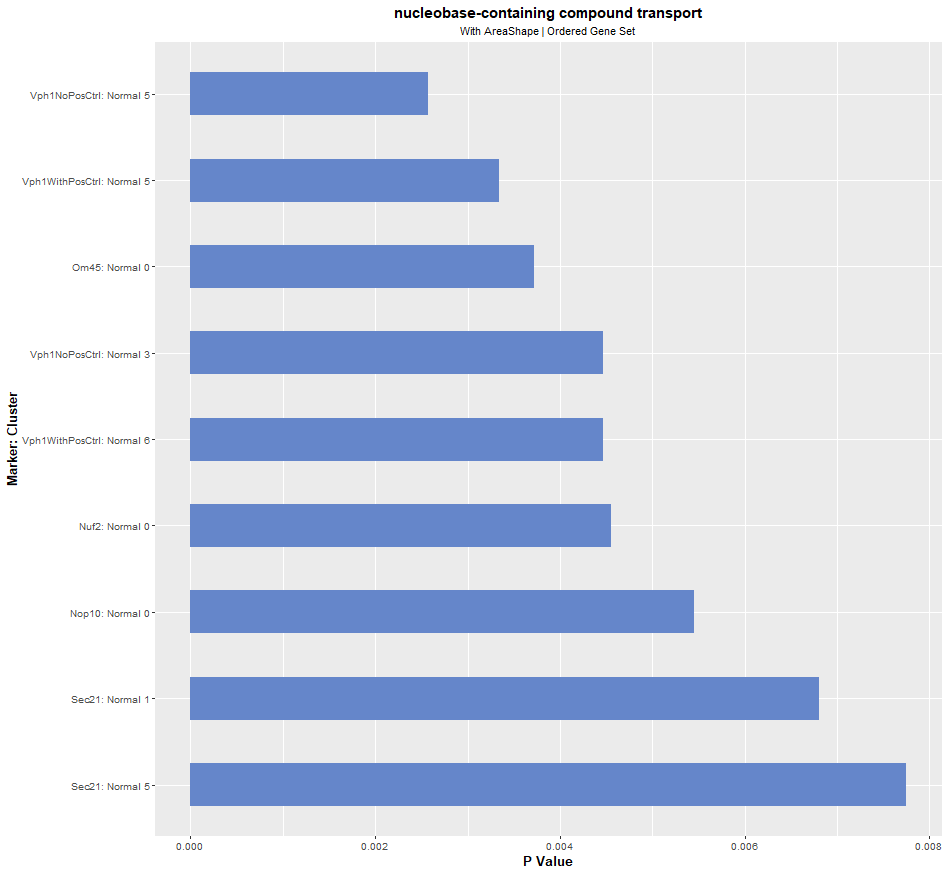 nucleobase-containing compound transport
With AreaShape | Ordered Gene Set
Marker: Cluster
Vph1NoPosCtrl: Normal 5
Vph1WithPosCtrl: Normal 5
Om45: Normal 0
Vph1NoPosCtrl: Normal 3
Vph1WithPosCtrl: Normal 6
Nuf2: Normal 0
Nop10: Normal 0
Sec21: Normal 1
Sec21: Normal 5
0.000 0.002 0.004 0.006 0.008
P Value